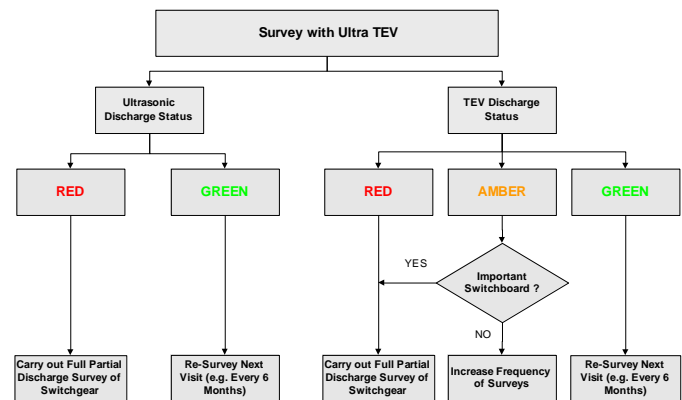 Survey with Ultra TEV
Ultrasonic
Discharge Status
TEV Discharge
Status
RED
GREEN
RED
AMBER
GREEN
YES
Important
Switchboard ?
NO
Carry out Full Partial
Discharge Survey of
Switchgear
Re-Survey Next
Visit (e.g. Every 6
Months)
Carry out Full Partial
Discharge Survey of
Switchgear
Increase Frequency
of Surveys
Re-Survey Next
Visit (e.g. Every 6
Months)